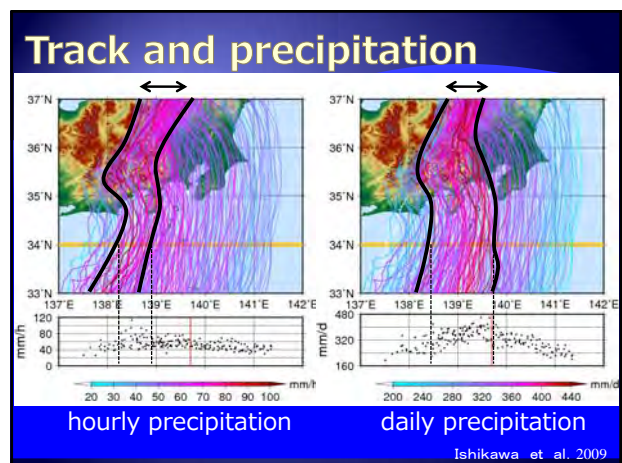 Track and precipitation
37˚N
36˚N
35˚N
34˚N
33˚N
137˚E 138˚E 139˚E 140˚E 141˚E 142˚E
120
80
40
0
mm/h
20 30 40 50 60 70 80 90 100
mm/h
hourly precipitation
37˚N
36˚N
35˚N
34˚N
33˚N
137˚E 138˚E 139˚E 140˚E 141˚E 142˚E
480
320
160
mm/d
200 240 280 320 360 400 440
mm/d
daily precipitation
Ishikawa et al. 2009